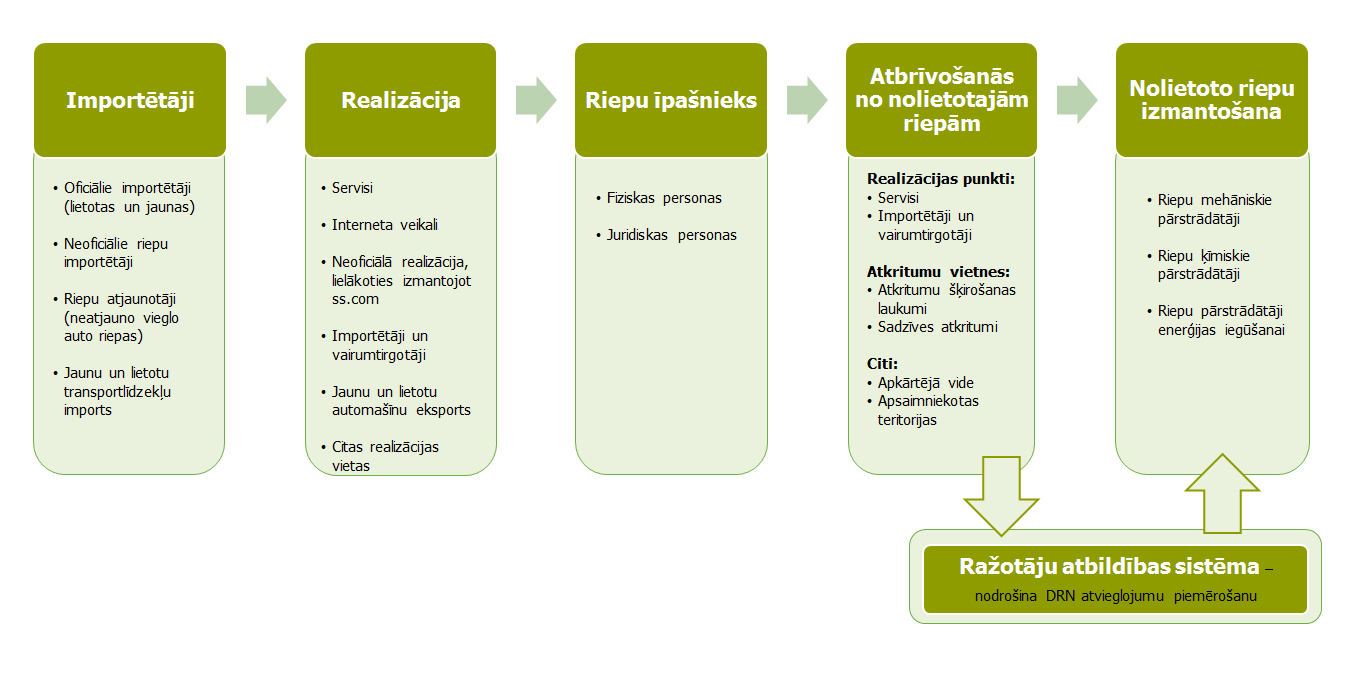 Importētāji
• Oficiālie importētāji
(lietotas un jaunas)
• Neoficiālie riepu
importētāji
• Riepu atjaunotāji
(neatjauno vieglo
auto riepas)
• Jaunu un lietotu
transportlīdzekļu
imports
Realizācija
• Servisi
• Interneta veikali
• Neoficiālā realizācija,
lielākoties izmantojot
ss.com
• Importētāji un
vairumtirgotāji
• Jaunu un lietotu
automašīnu eksports
• Citas realizācijas
vietas
Riepu īpašnieks
• Fiziskas personas
• Juridiskas personas
Atbrīvošanās
no nolietotajām
riepām
Realizācijas punkti:
• Servisi
• Importētāji un
vairumtirgotāji
Atkritumu vietnes:
• Atkritumu šķirošanas
laukumi
• Sadzīves atkritumi
Citi:
• Apkārtējā vide
• Apsaimniekotas
teritorijas
Nolietoto riepu
izmantošana
• Riepu mehāniskie
pārstrādātāji
• Riepu ķīmiskie
pārstrādātāji
• Riepu pārstrādātāji
enerģijas iegūšanai
Ražotāju atbildības sistēma –
nodrošina DRN atvieglojumu piemērošanu